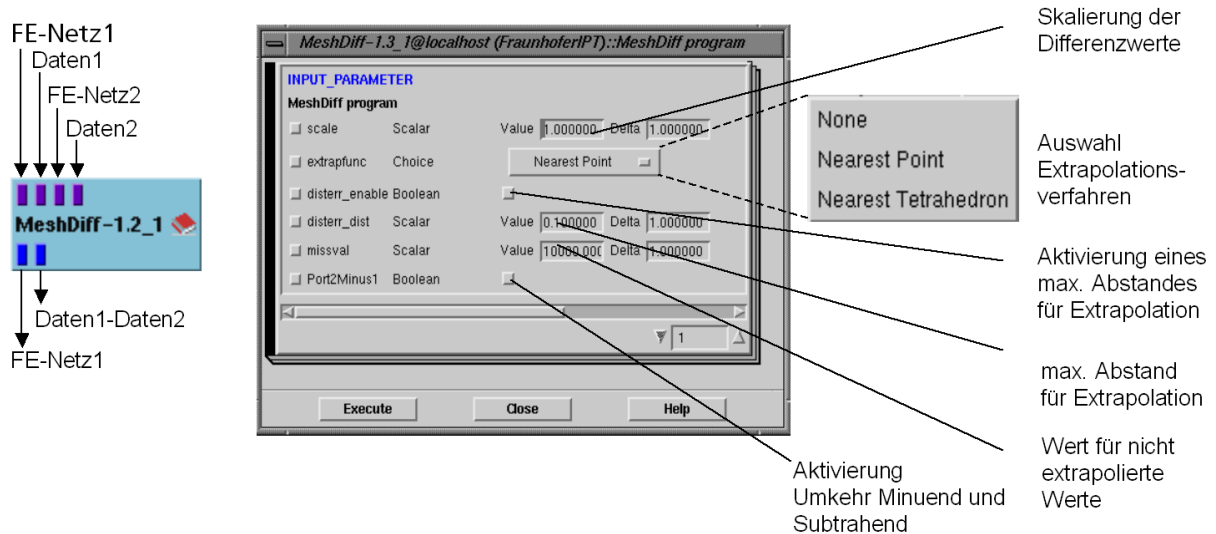 FE-Netz1
Daten1
FE-Netz2
Daten2
MeshDiff-1.2_1
Daten1-Daten2
FE-Netz1
MeshDiff-1.3_1@localhost (FraunhoferIPT)::MeshDiff program
INPUT_PARAMETER
MeshDiff program
scale Scalar Value 1.000000 Delta 1.000000
extrapfunc Choice Nearest Point
disterr_enable Boolean
disterr_dist Scalar Value 0.100000 Delta 1.000000
missval Scalar Value 10000.00( Delta 1.000000
Port2Minus1 Boolean
1
Execute Close Help
None
Nearest Point
Nearest Tetrahedron
Skalierung der
Differenzwerte
Auswahl
Extrapolations-
verfahren
Aktivierung eines
max. Abstandes
für Extrapolation
max. Abstand
für Extrapolation
Wert für nicht
extrapolierte
Werte
Aktivierung
Umkehr Minuend und
Subtrahend